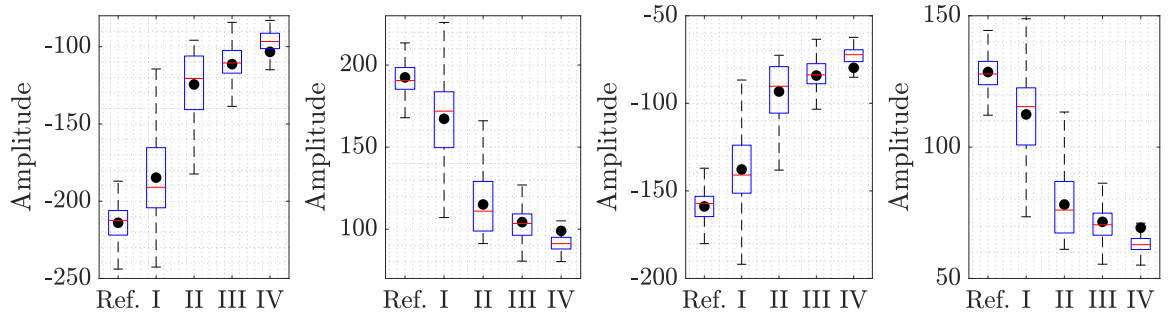 Amplitude
-100
-150
-200
-250
Ref. I II III IV
Amplitude
200
150
100
Ref. I II III IV
Amplitude
-50
-100
-150
-200
Ref. I II III IV
Amplitude
150
100
50
Ref. I II III IV